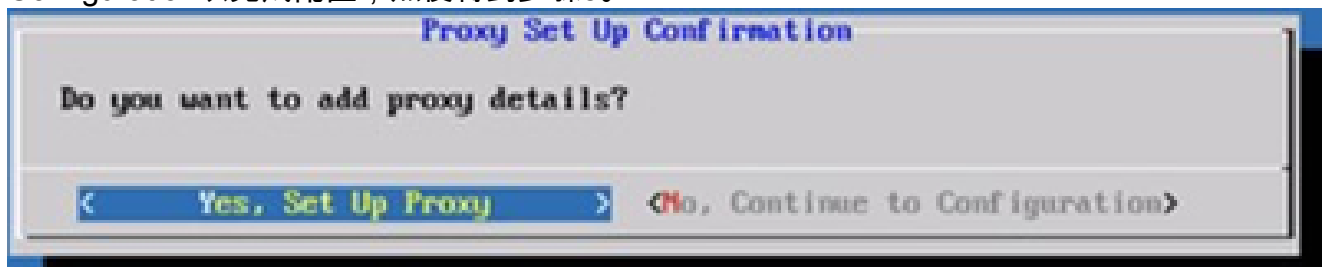 Proxy Set Up Confirmation
Do you want to add proxy details?
< Yes, Set Up Proxy > <No, Continue to Configuration>